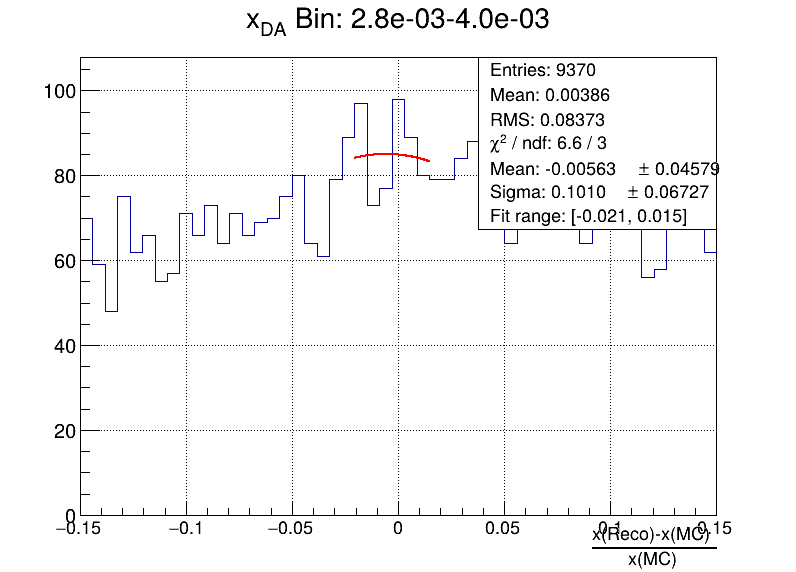 x_DA Bin: 2.8e-03-4.0e-03
Entries: 9370
Mean: 0.00386
RMS: 0.08373
χ² / ndf: 6.6 / 3
Mean: -0.00563 ± 0.04579
Sigma: 0.1010 ± 0.06727
Fit range: [-0.021, 0.015]
100
80
60
40
20
0
−0.15 −0.1 −0.05 0 0.05 0.1 0.15
x(Reco)-x(MC)
x(MC)